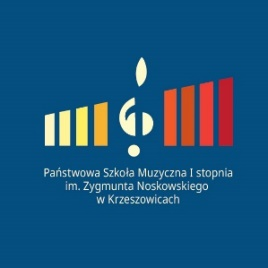 Państwowa Szkoła Muzyczna I stopnia
im. Zygmunta Noskowskiego
w Krzeszowicach